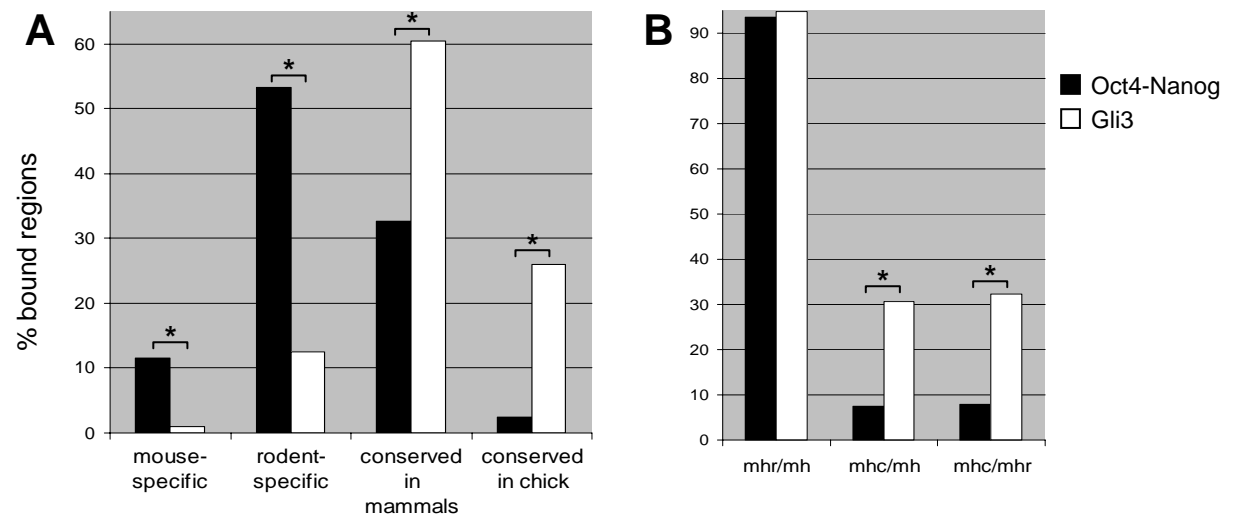 A
% bound regions
60
50
40
30
20
10
0
*
*
*
*
mouse-
specific
rodent-
specific
conserved
in
mammals
conserved
in chick
B
90
80
70
60
50
40
30
20
10
0
*
*
mhr/mh
mhc/mh
mhc/mhr
Oct4-Nanog
Gli3